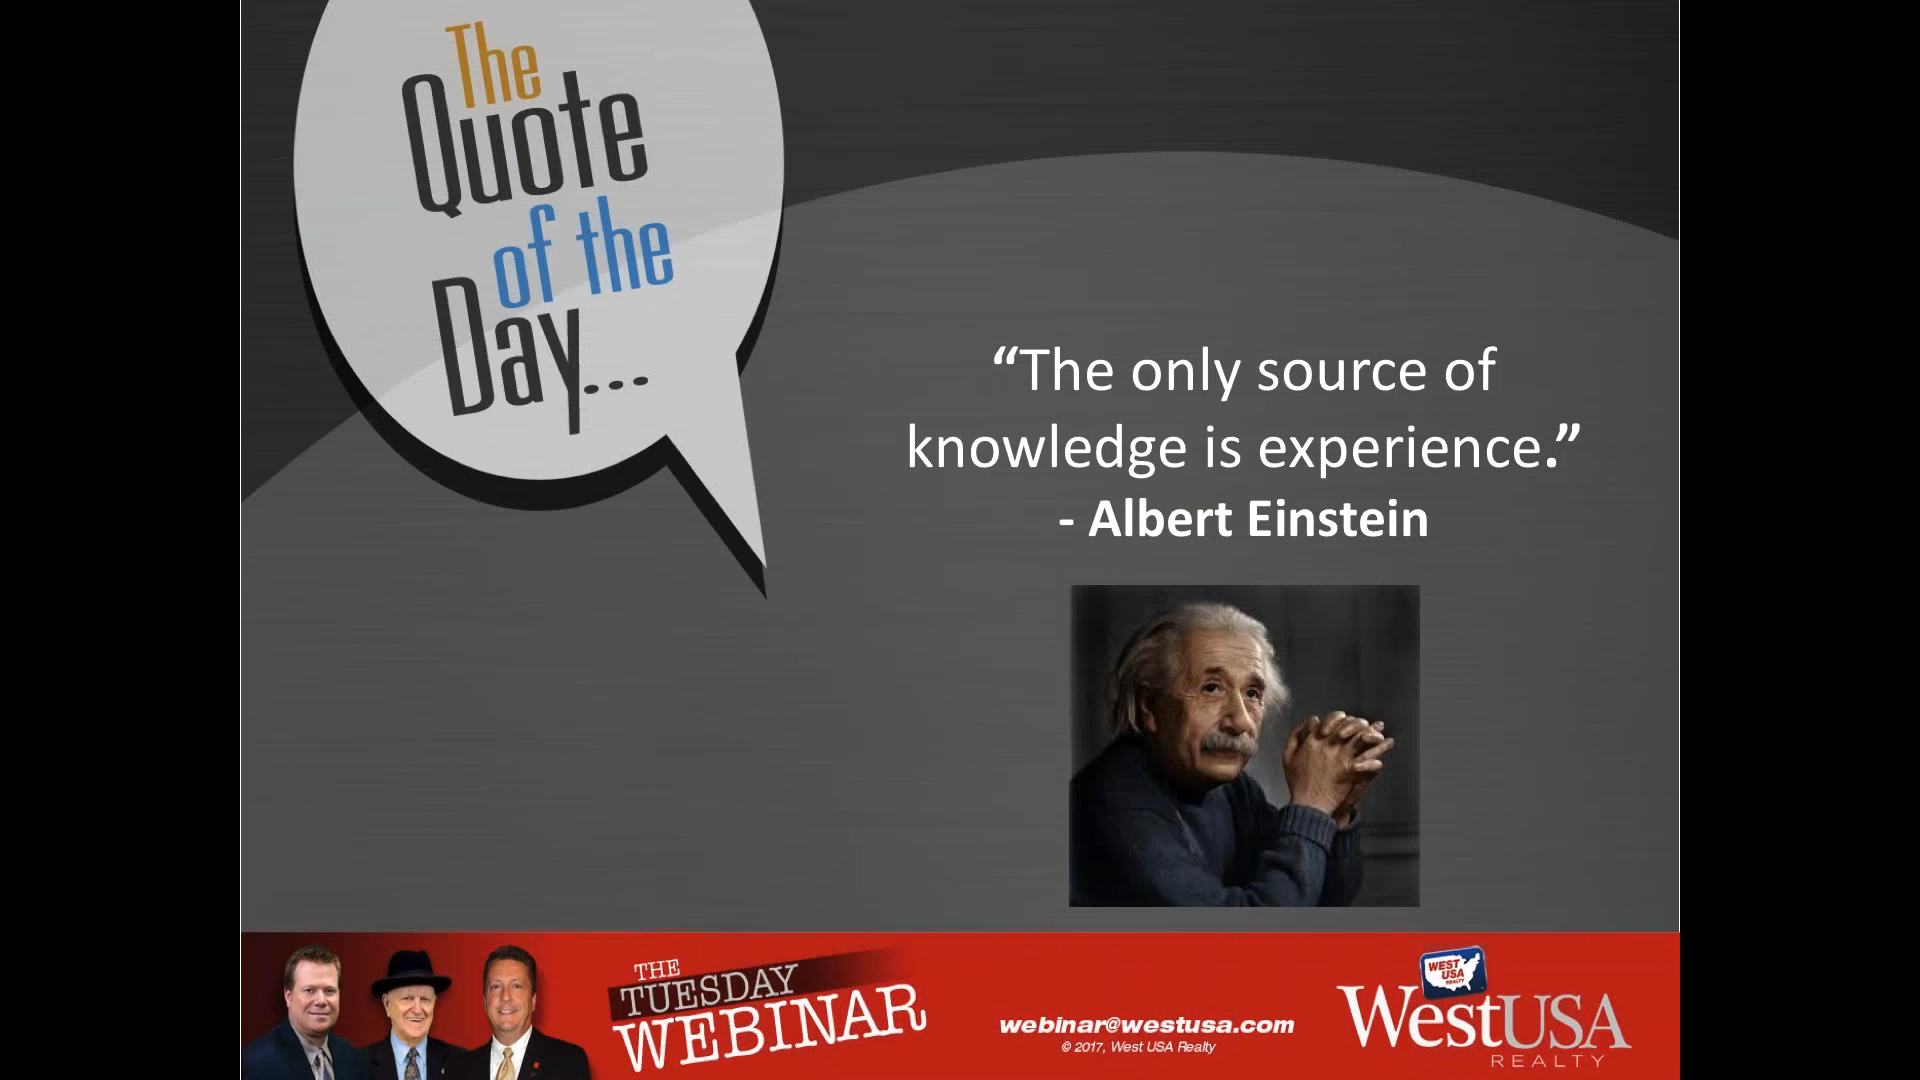 The
Quote
of the
Day...
“The only source of
knowledge is experience.”
- Albert Einstein
THE
TUESDAY
WEBINAR
webinar@westusa.com
© 2017, West USA Realty
WEST
USA
REALTY
WestUSA
REALTY